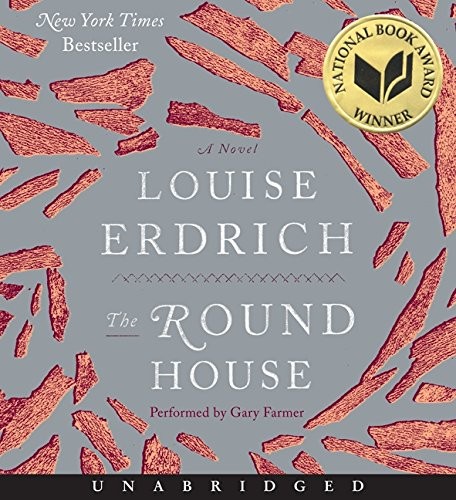 New York Times
Bestseller
NATIONAL BOOK AWARD
WINNER
A Novel
LOUISE
ERDRICH
The ROUND
HOUSE
Performed by Gary Farmer
UNABRIDGED